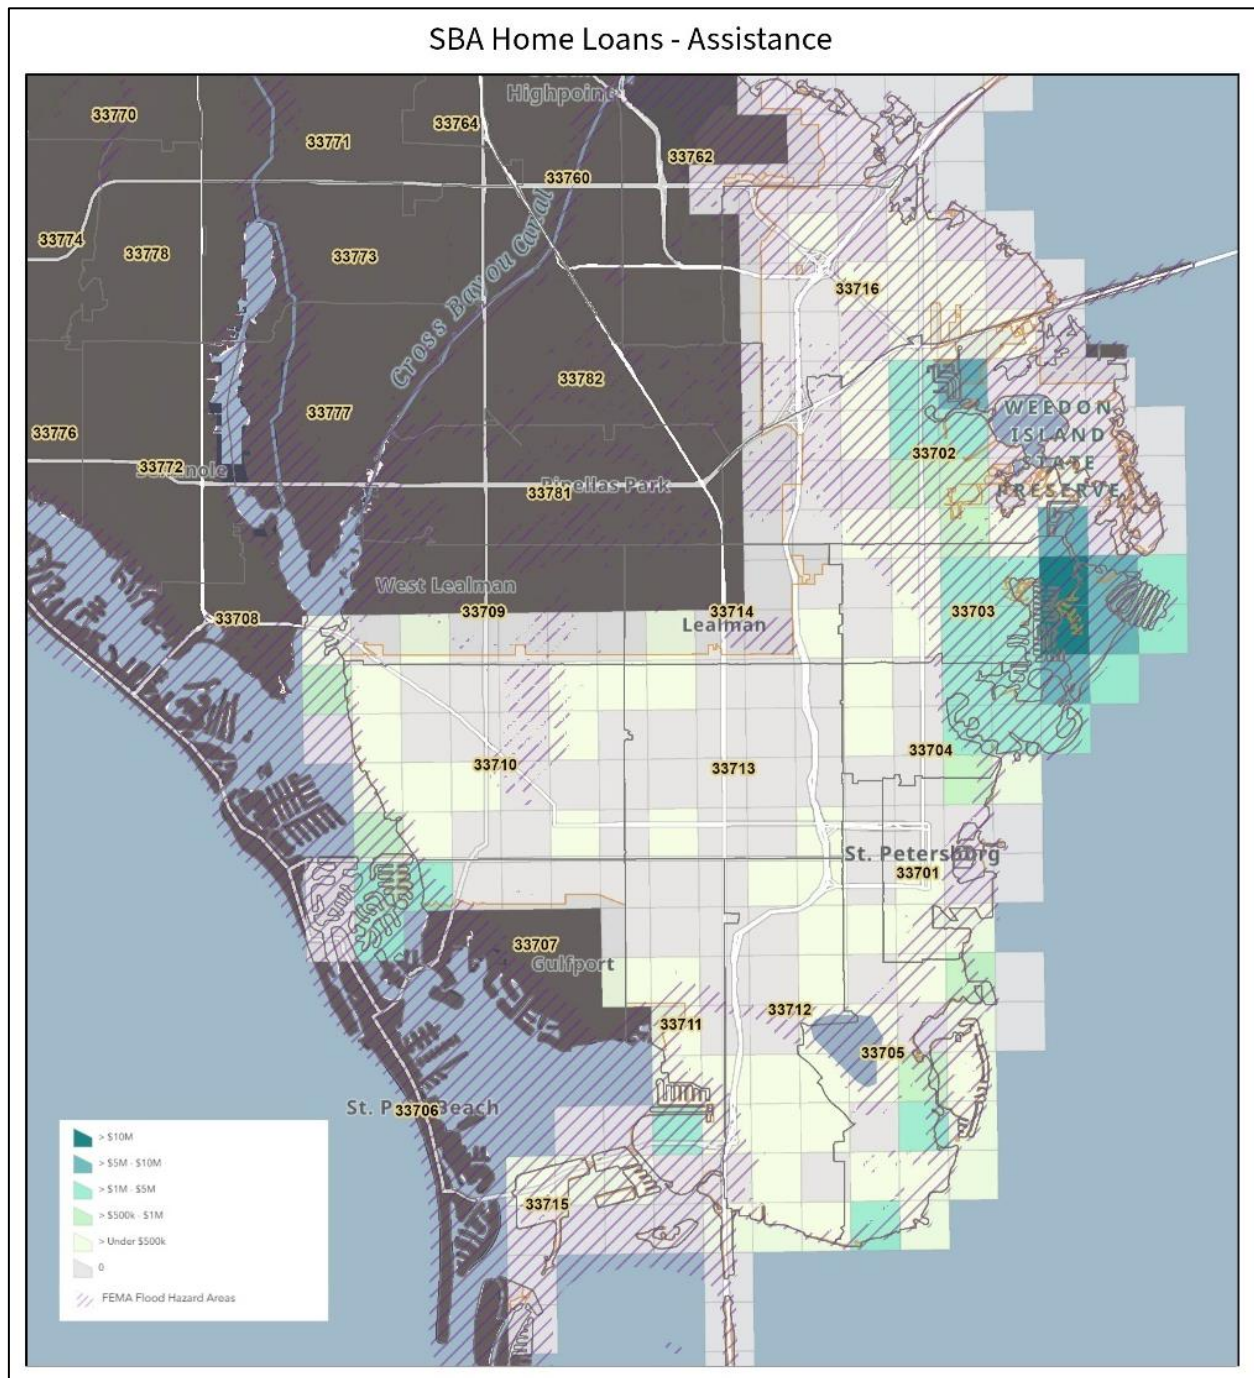 SBA Home Loans - Assistance
Highpoint
33770
33764
33771
33762
33760
33774
33778
33773
Cross Bayou Canal
33716
33782
33777
WEEDON
ISLAND
STATE
PRESERVE
33776
33702
33772
Pinellas Park
33781
West Lealman
33708
33709
33714
33703
Lealman
33704
33710
33713
St. Petersburg
33701
33707
Gulfport
33712
33711
33705
St. Pete Beach
33706
33715
> $10M
> $5M - $10M
> $1M - $5M
> $500k - $1M
> Under $500k
0
FEMA Flood Hazard Areas